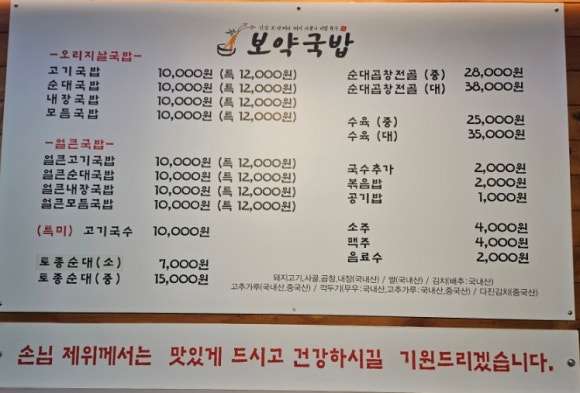 보약국밥
-오리지날국밥-
고기국밥 10,000원 (특 12,000원)
순대국밥 10,000원 (특 12,000원)
내장국밥 10,000원 (특 12,000원)
모듬국밥 10,000원 (특 12,000원)
-얼큰국밥-
얼큰고기국밥 10,000원 (특 12,000원)
얼큰순대국밥 10,000원 (특 12,000원)
얼큰내장국밥 10,000원 (특 12,000원)
얼큰모듬국밥 10,000원 (특 12,000원)
(특미) 고기국수 10,000원
토종순대(소) 7,000원
토종순대(중) 15,000원
순대곱창전골 (중) 28,000원
순대곱창전골 (대) 38,000원
수육 (중) 25,000원
수육 (대) 35,000원
국수추가 2,000원
볶음밥 2,000원
공기밥 1,000원
소주 4,000원
맥주 4,000원
음료수 2,000원
돼지고기,사골,곱창,내장(국내산) / 쌀(국내산) / 김치(배추:국내산)
고추가루(국내산,중국산) / 깍두기(무우:국내산,고추가루:국내산,중국산) / 다진김치(중국산)
손님 제위께서는 맛있게 드시고 건강하시길 기원드리겠습니다.